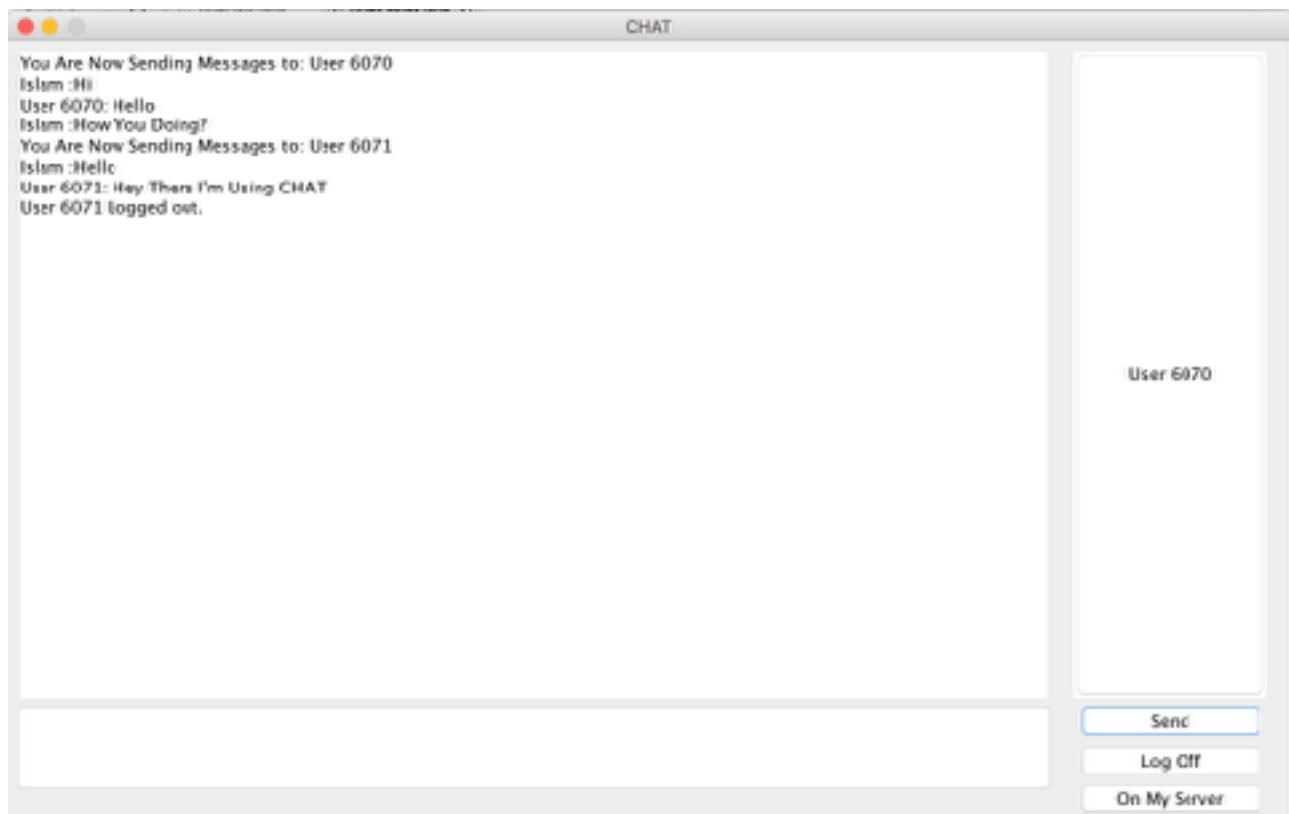 CHAT
You Are Now Sending Messages to: User 6070
Islam :Hi
User 6070: Hello
Islam :How You Doing?
You Are Now Sending Messages to: User 6071
Islam :Hello
User 6071: Hey There I'm Using CHAT
User 6071 Logged out.
User 6070
Send
Log Off
On My Server